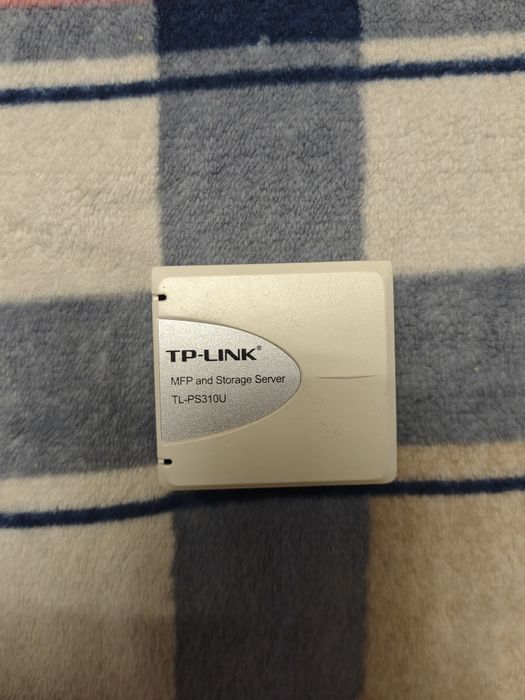 TP-LINK®
MFP and Storage Server
TL-PS310U